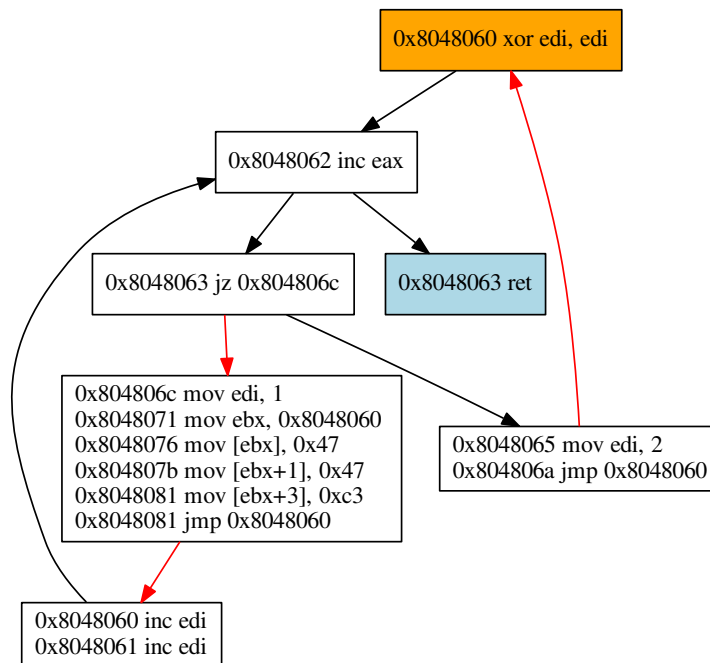 0x8048060 xor edi, edi
0x8048062 inc eax
0x8048063 jz 0x804806c
0x8048063 ret
0x804806c mov edi, 1
0x8048071 mov ebx, 0x8048060
0x8048076 mov [ebx], 0x47
0x804807b mov [ebx+1], 0x47
0x8048081 mov [ebx+3], 0xc3
0x8048081 jmp 0x8048060
0x8048065 mov edi, 2
0x804806a jmp 0x8048060
0x8048060 inc edi
0x8048061 inc edi